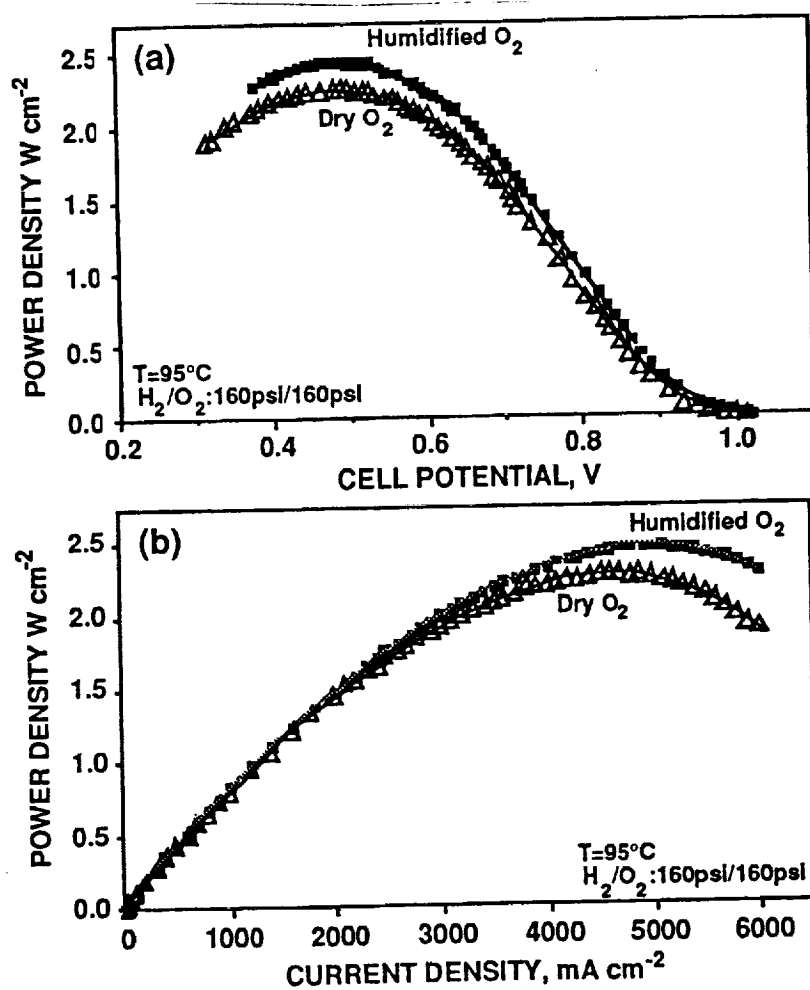 (a)
Humidified O2
Dry O2
POWER DENSITY W cm-2
2.5
2.0
1.5
1.0
0.5
0.0
T=95°C
H2/O2:160psi/160psi
0.2 0.4 0.6 0.8 1.0
CELL POTENTIAL, V
(b)
Humidified O2
Dry O2
POWER DENSITY W cm-2
2.5
2.0
1.5
1.0
0.5
0.0
T=95°C
H2/O2:160psi/160psi
0 1000 2000 3000 4000 5000 6000
CURRENT DENSITY, mA cm-2